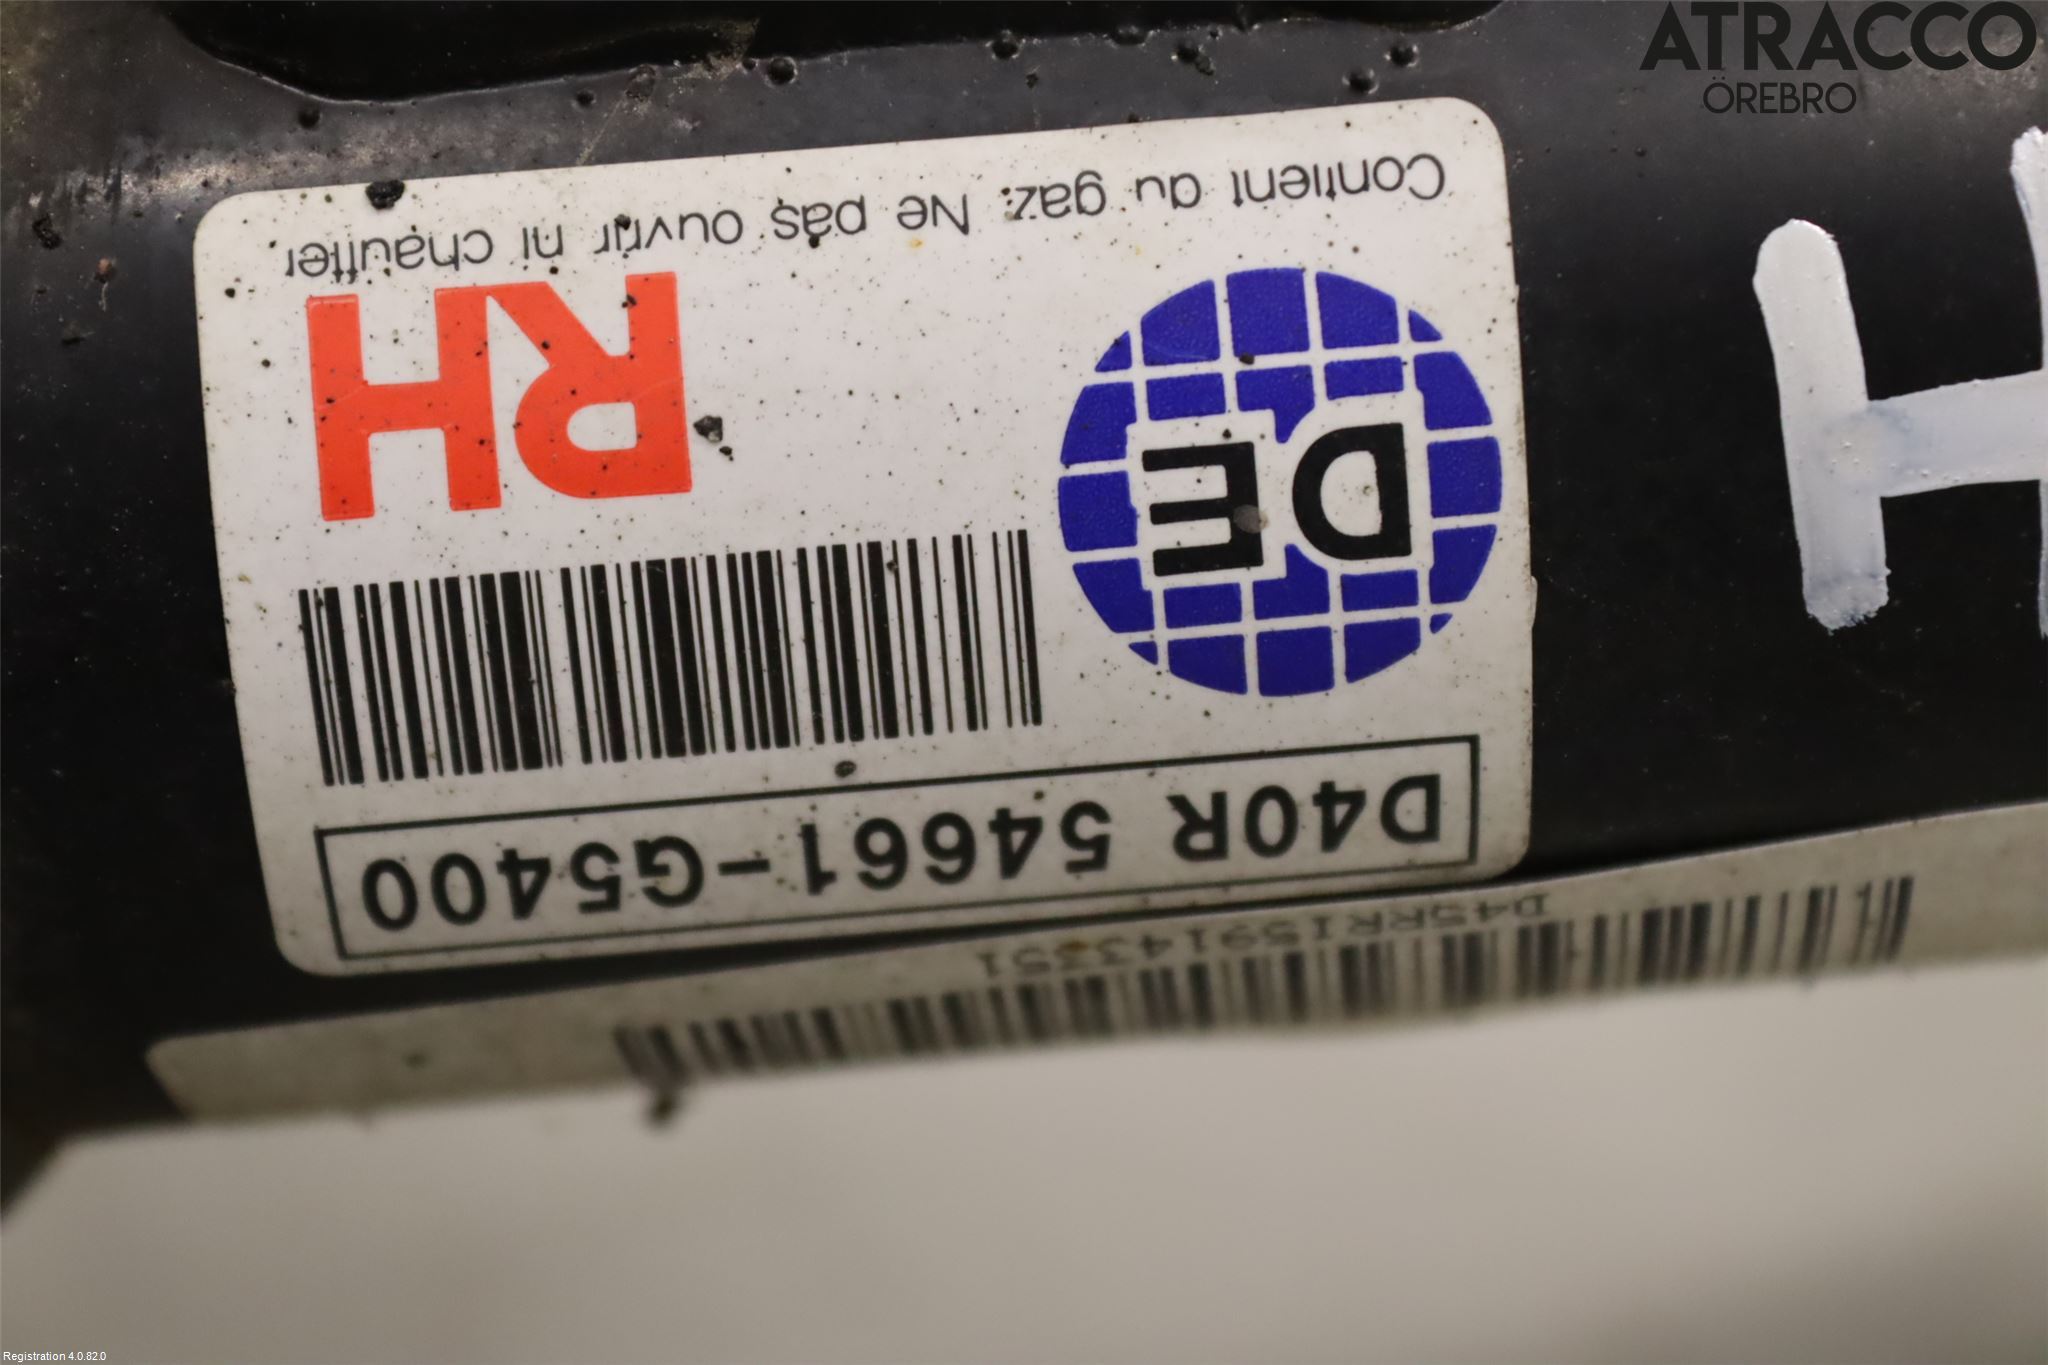 ATRACCO
ÖREBRO
D40R 54661-G5400
DE
RH
Contient du gaz. Ne pas ouvrir ni chauffer
H
Registration 4.0.82.0